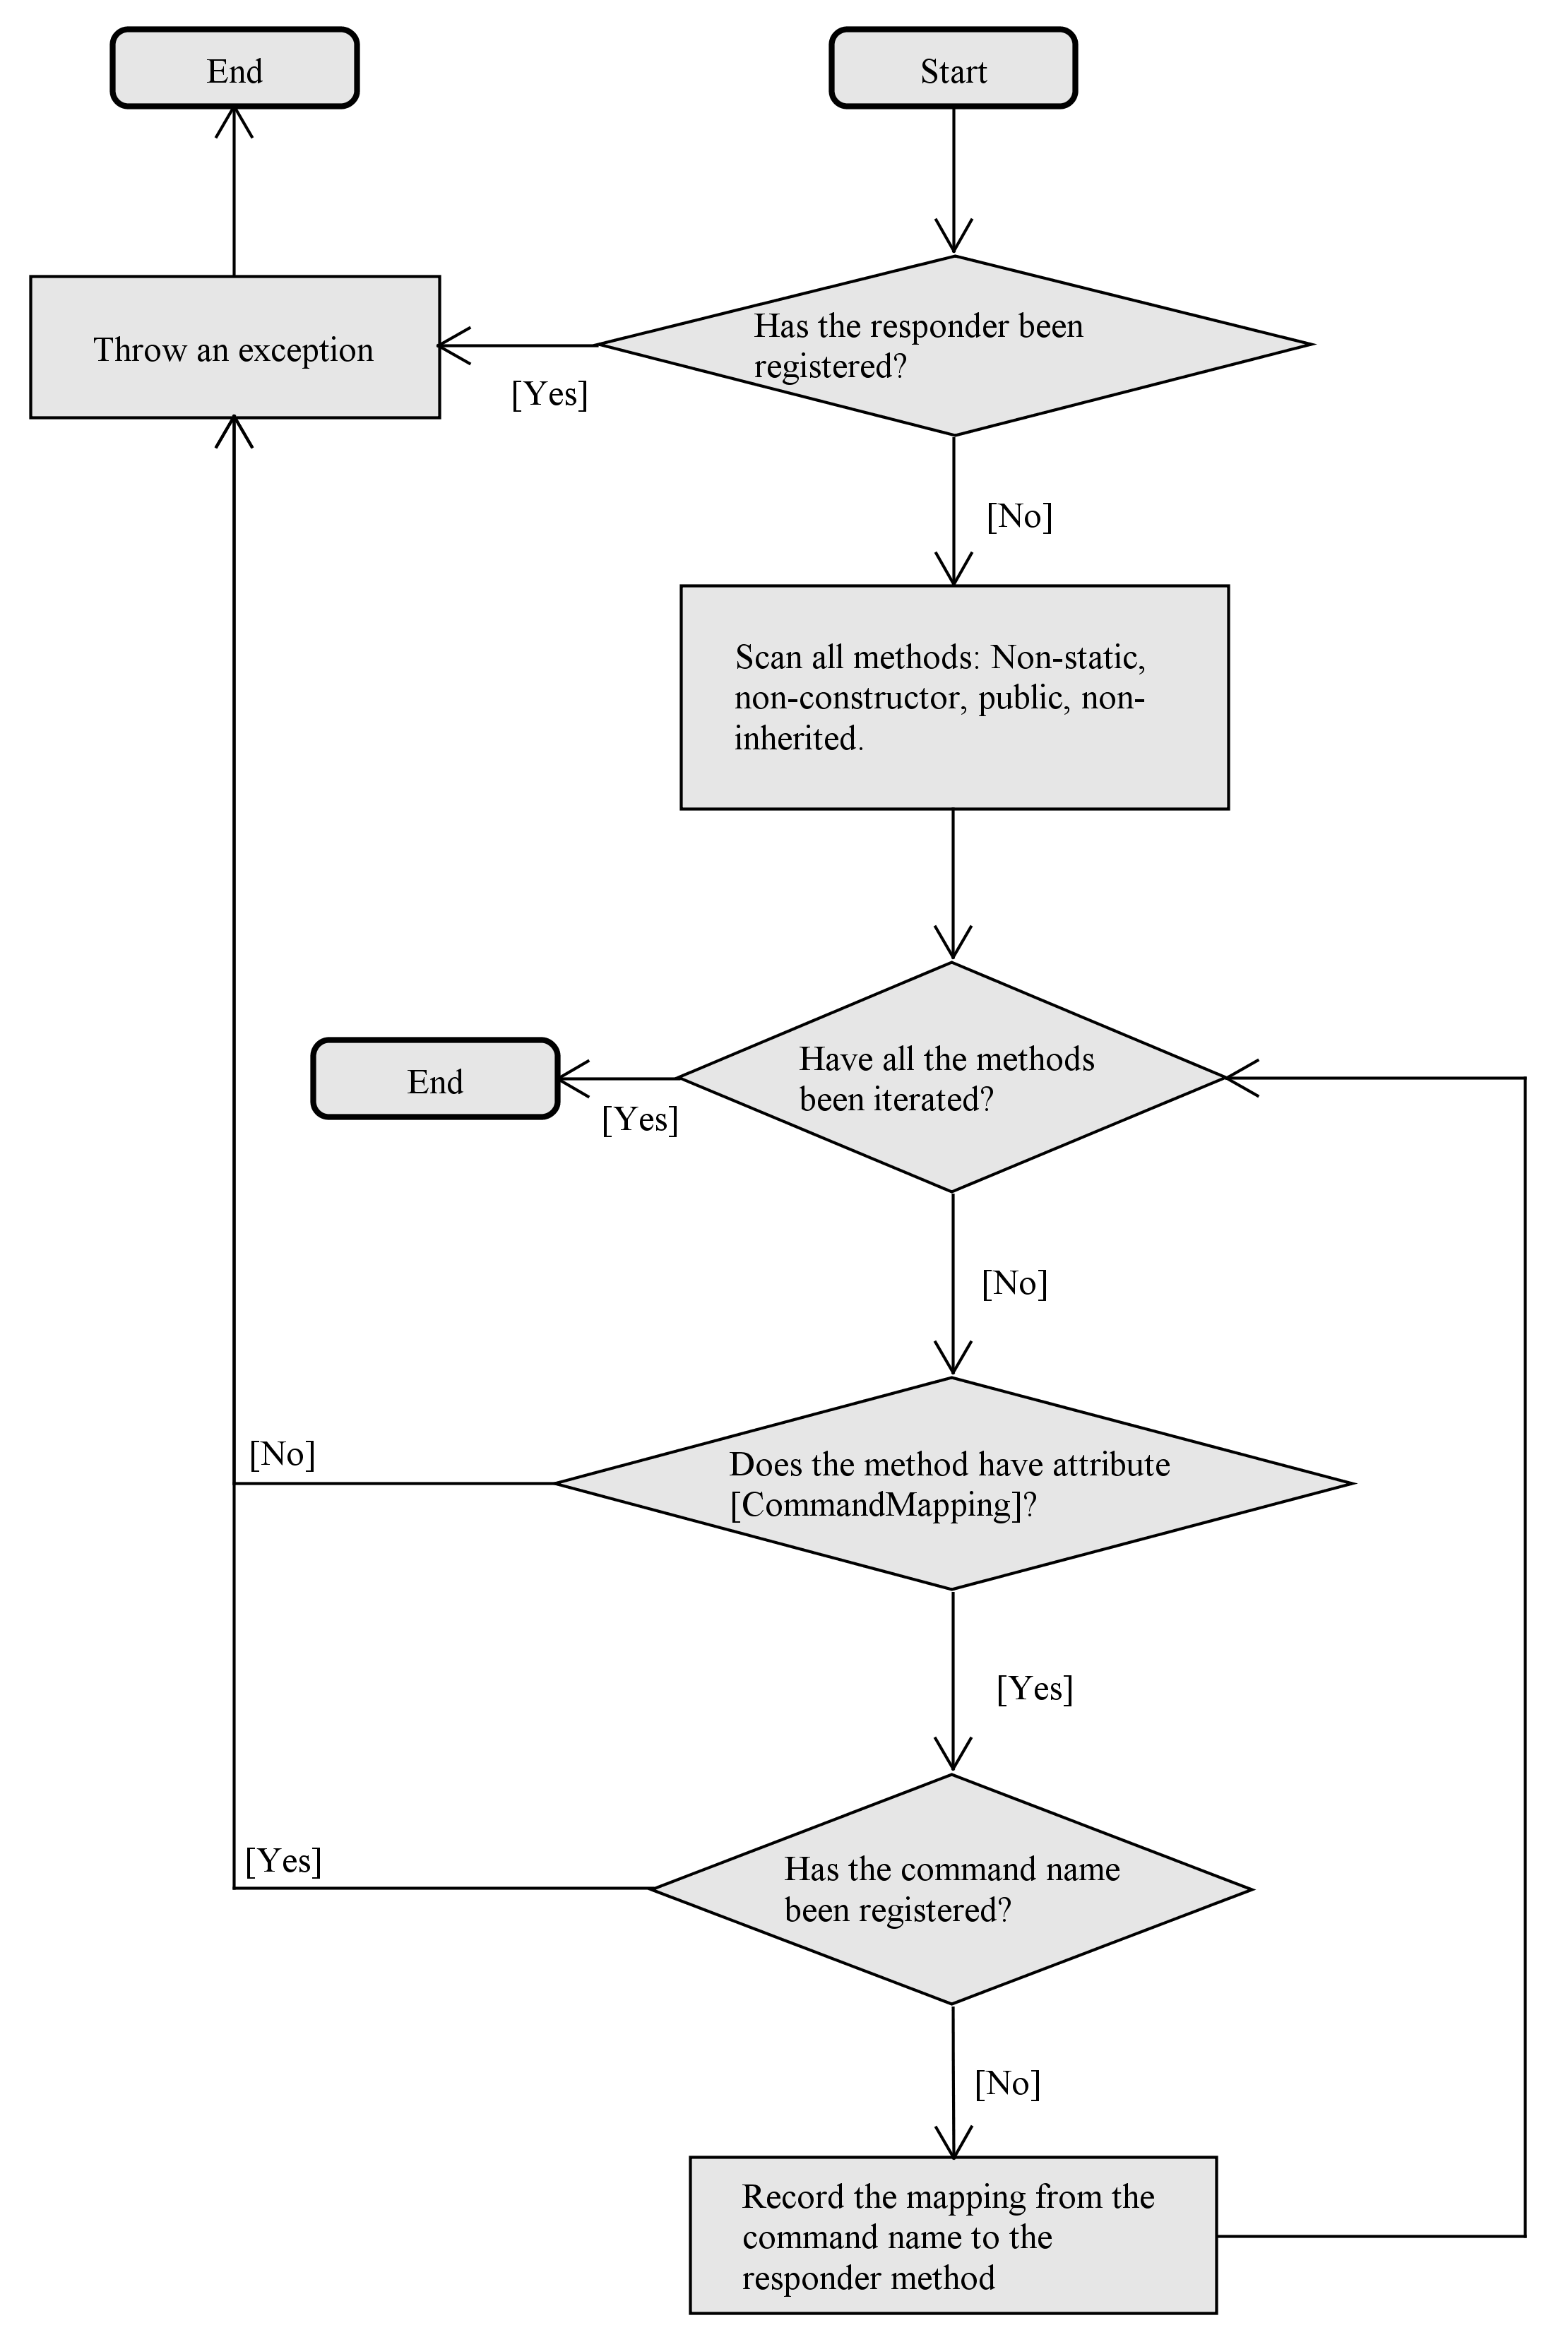 End
Start
Has the responder been
registered?
Throw an exception
[Yes]
[No]
Scan all methods: Non-static,
non-constructor, public, non-
inherited.
Have all the methods
been iterated?
End
[Yes]
[No]
Does the method have attribute
[CommandMapping]?
[No]
[Yes]
Has the command name
been registered?
[Yes]
[No]
Record the mapping from the
command name to the
responder method